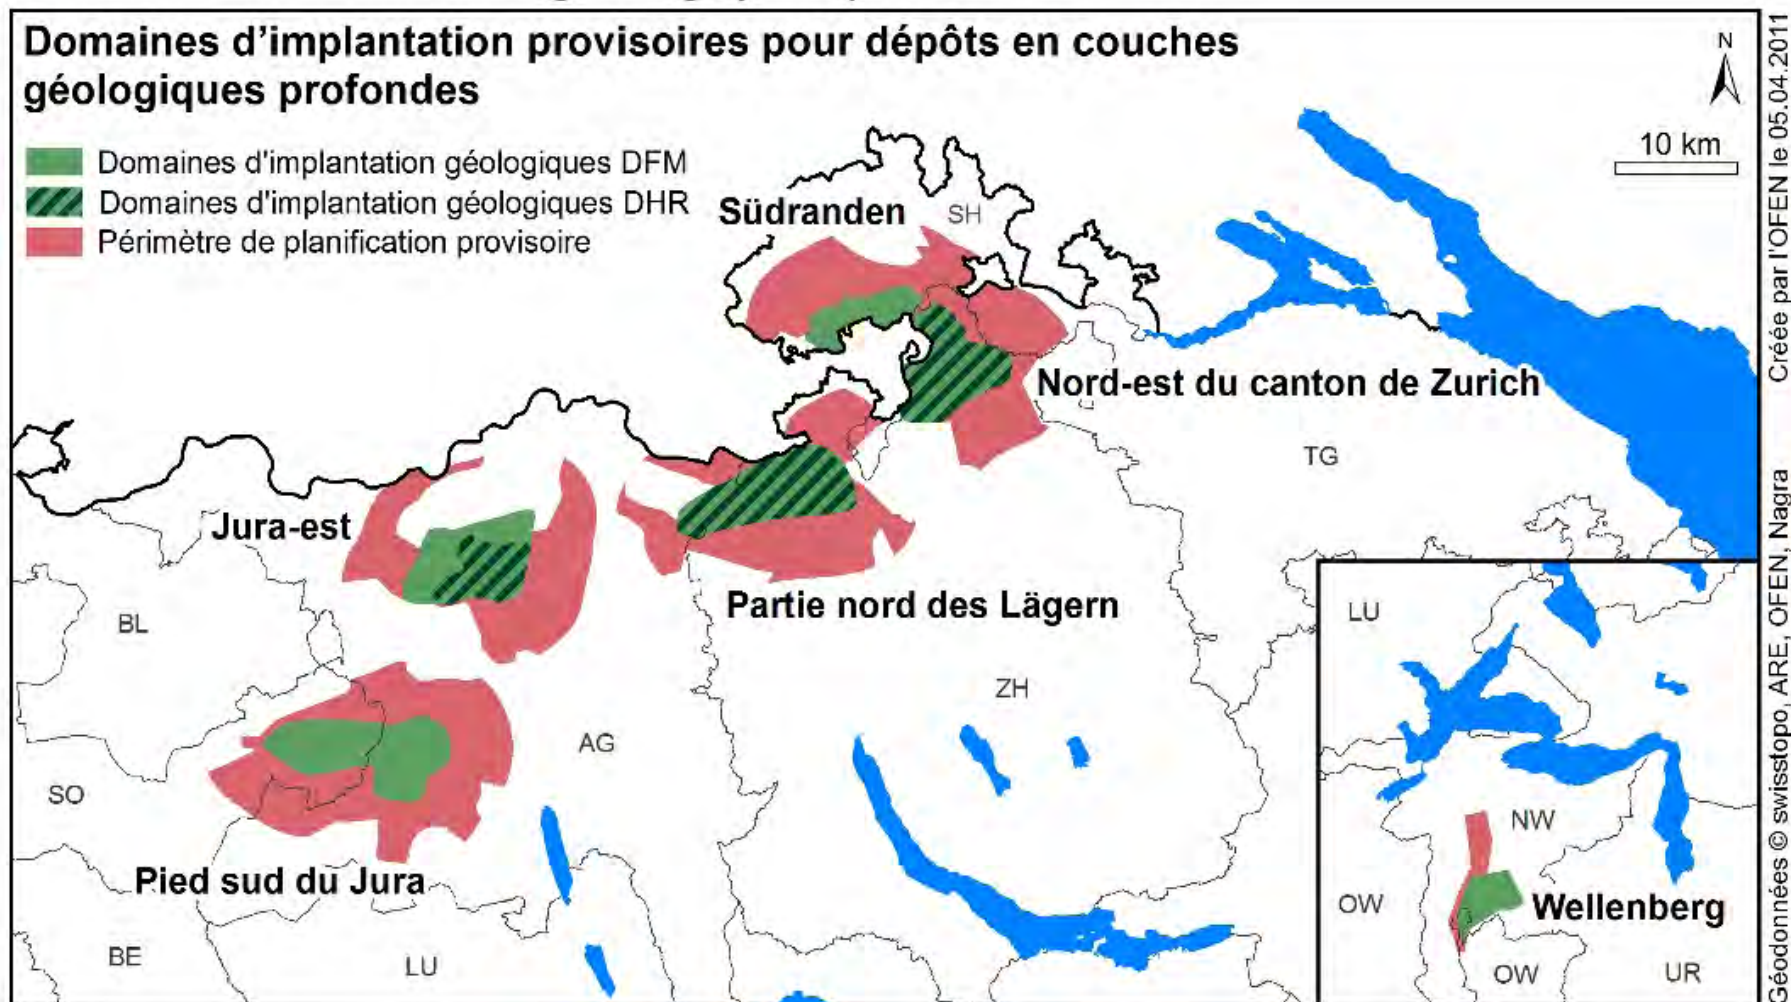 Domaines d'implantation provisoires pour dépôts en couches
géologiques profondes
N
10 km
Domaines d'implantation géologiques DFM
Domaines d'implantation géologiques DHR
Périmètre de planification provisoire
Südranden
SH
Nord-est du canton de Zurich
TG
Jura-est
Partie nord des Lägern
BL
LU
ZH
AG
SO
NW
Pied sud du Jura
OW
Wellenberg
BE
LU
OW
UR
Géodonnées © swisstopo, ARE, OFEN, Nagra
Créée par l'OFEN le 05.04.2011